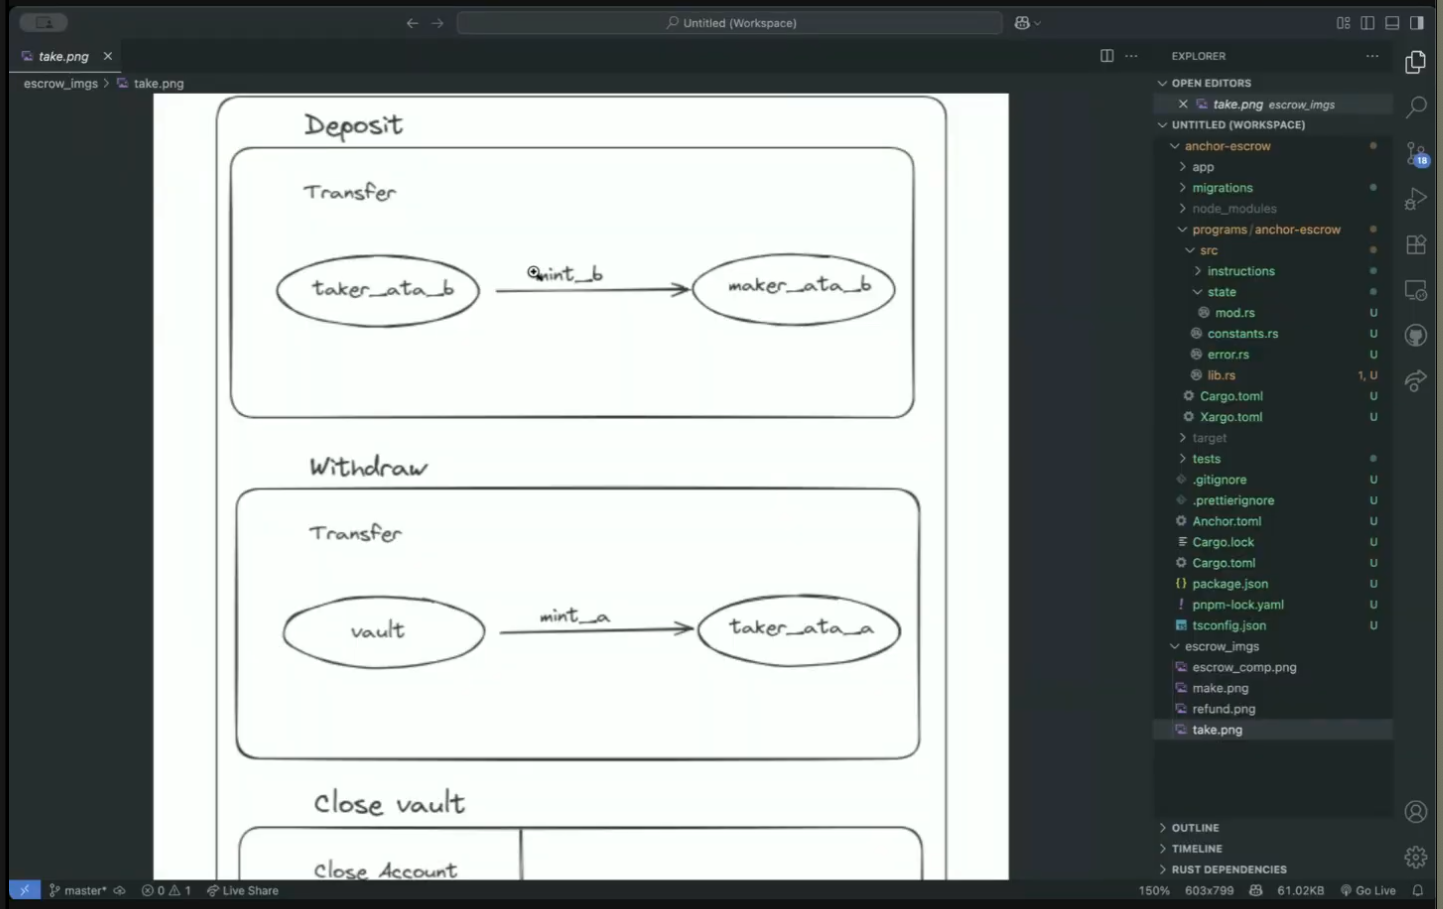 Untitled (Workspace)
take.png
EXPLORER
escrow_imgs
take.png
OPEN EDITORS
take.png escrow_imgs
UNTITLED (WORKSPACE)
anchor-escrow
app
migrations
node_modules
programs / anchor-escrow
src
instructions
state
mod.rs U
constants.rs U
error.rs U
lib.rs 1, U
Cargo.toml U
Xargo.toml U
target
tests
.gitignore U
.prettierignore U
Anchor.toml U
Cargo.lock U
Cargo.toml U
package.json U
pnpm-lock.yaml U
tsconfig.json U
escrow_imgs
escrow_comp.png
make.png
refund.png
take.png
OUTLINE
TIMELINE
RUST DEPENDENCIES
18
Deposit
Transfer
taker_ata_b
mint_b
maker_ata_b
Withdraw
Transfer
vault
mint_a
taker_ata_a
Close vault
Close Account
master*
0
1
Live Share
150%
603x799
61.02KB
Go Live